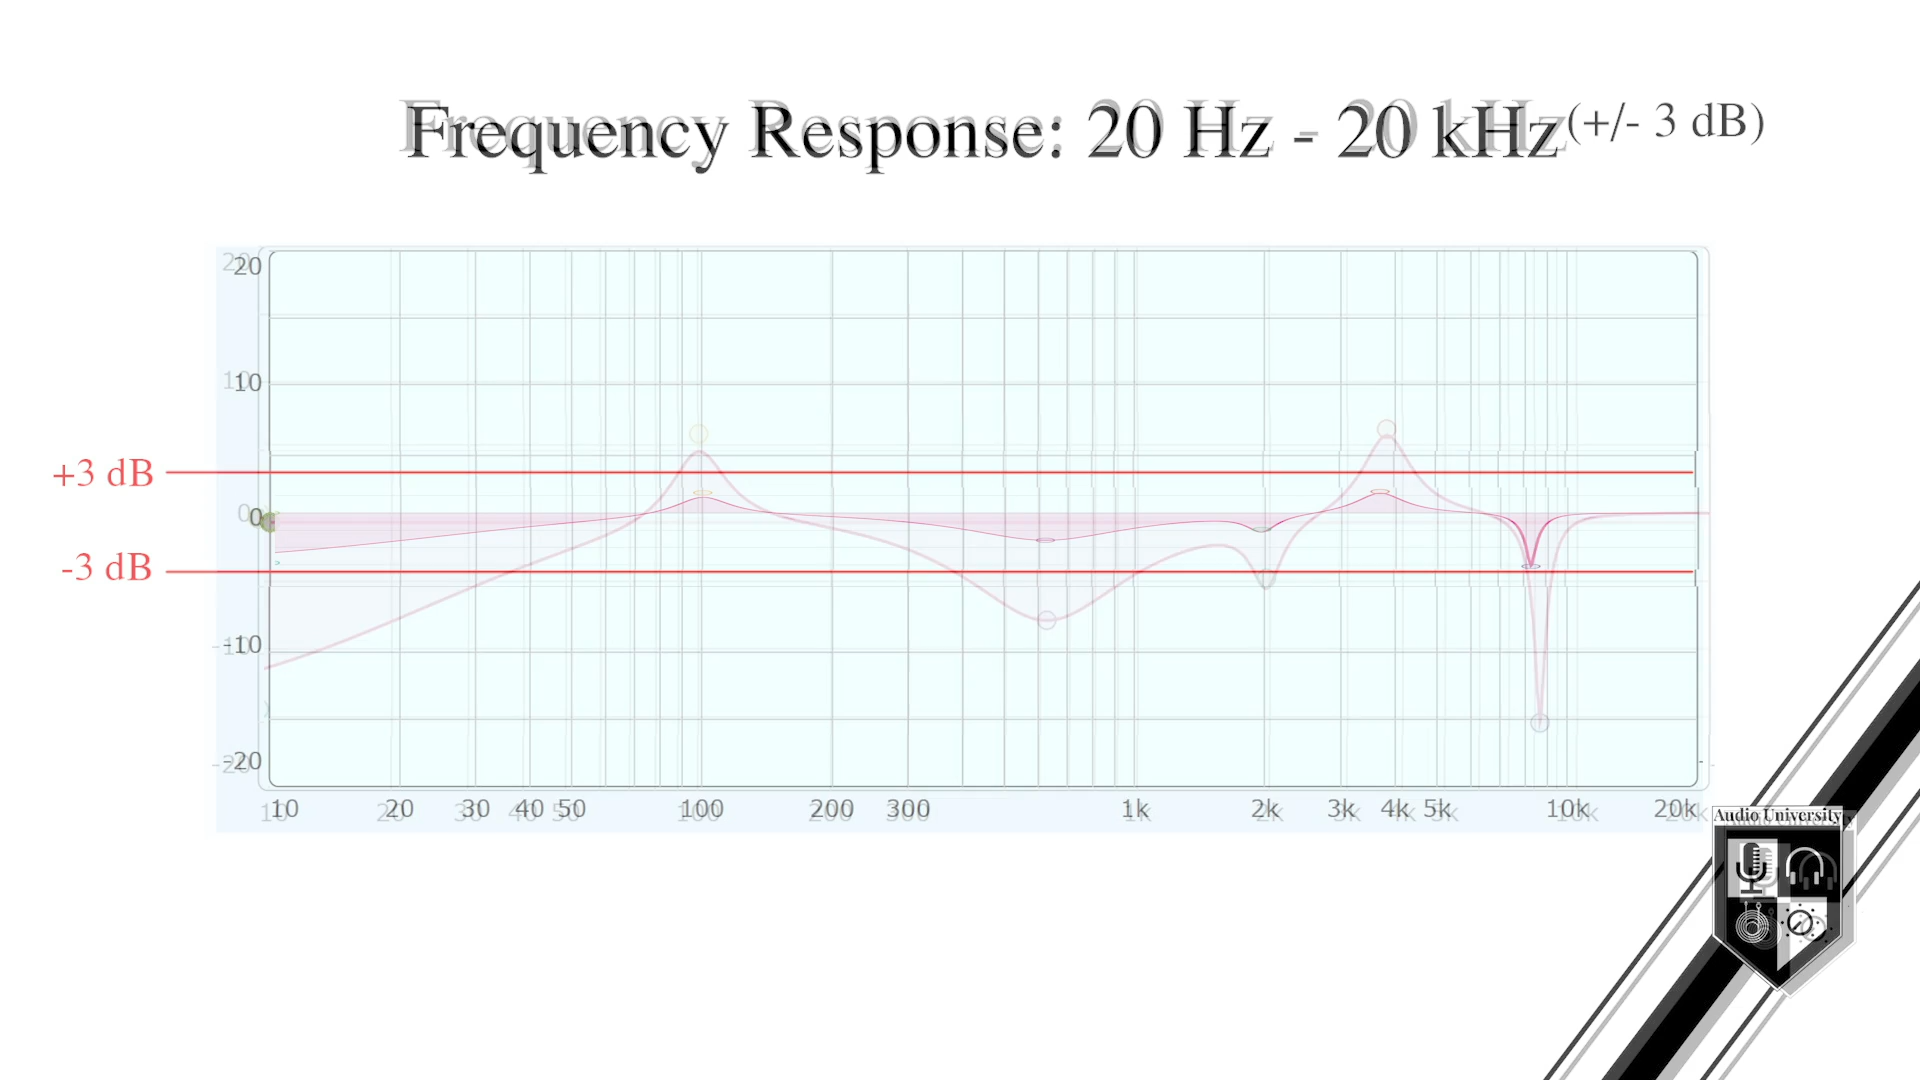 Frequency Response: 20 Hz - 20 kHz (+/- 3 dB)
20
10
+3 dB
0
-3 dB
-10
-20
10 20 30 40 50 100 200 300 1k 2k 3k 4k 5k 10k 20k
Audio University